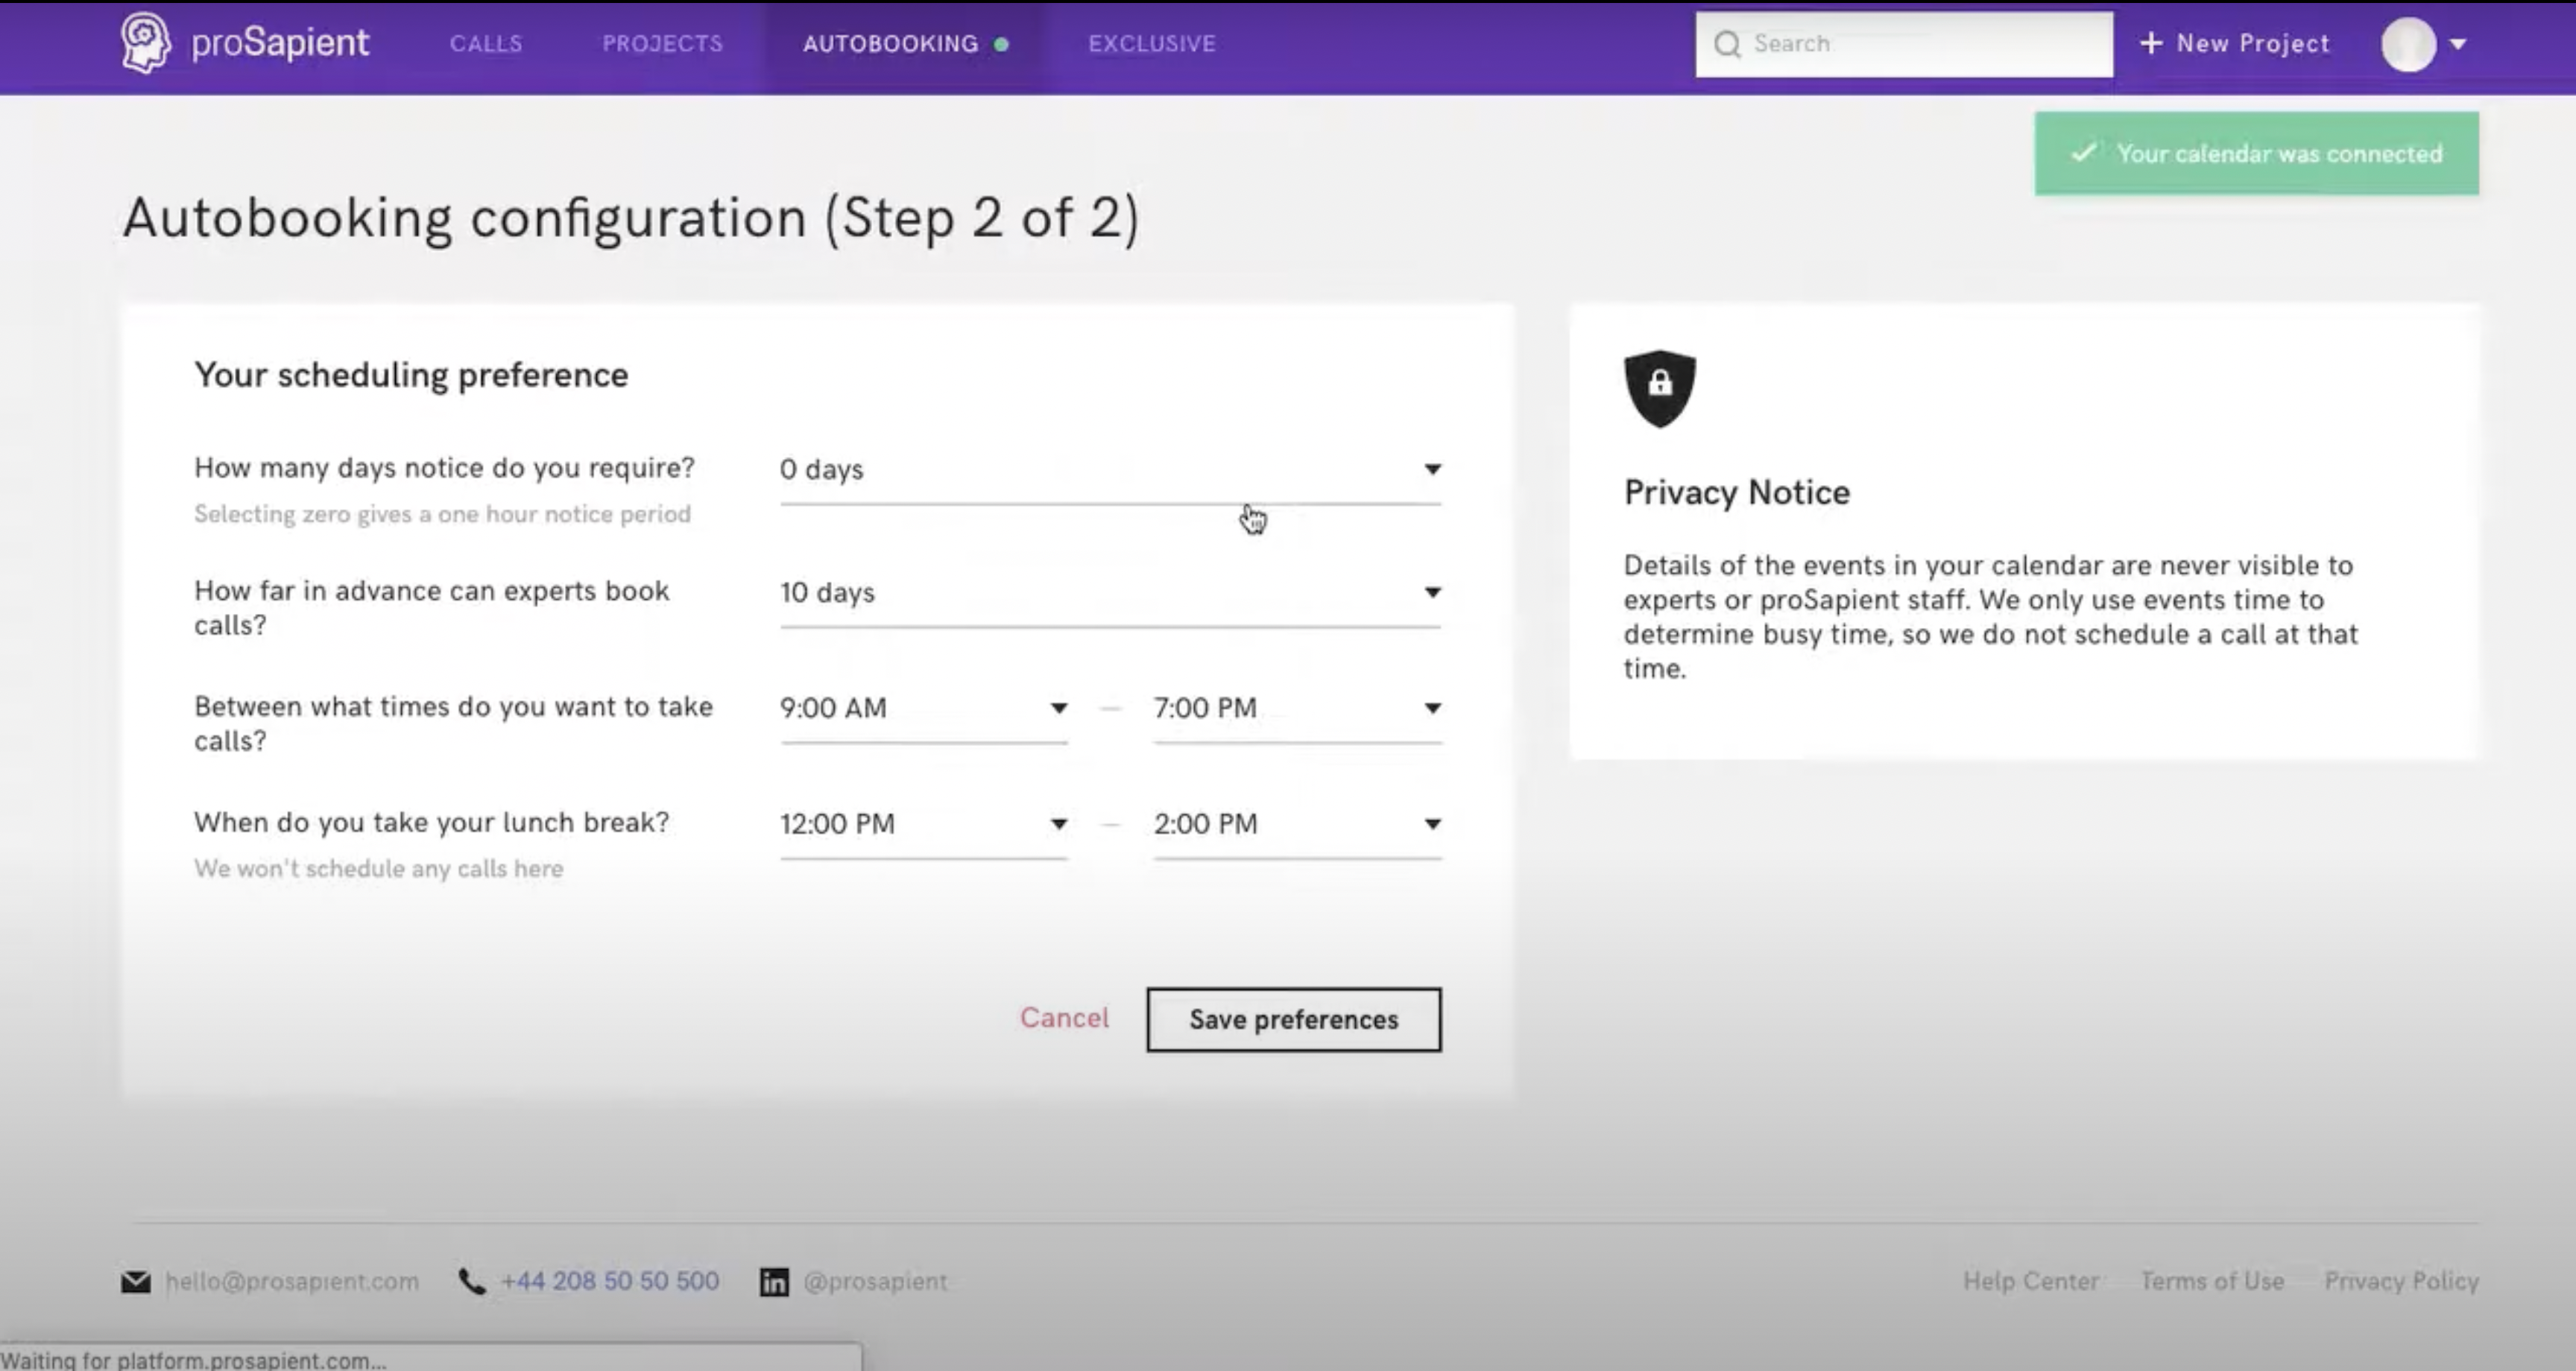 proSapient
CALLS
PROJECTS
AUTOBOOKING
EXCLUSIVE
Search
+ New Project
Your calendar was connected
Autobooking configuration (Step 2 of 2)
Your scheduling preference
How many days notice do you require?
0 days
Selecting zero gives a one hour notice period
How far in advance can experts book
calls?
10 days
Between what times do you want to take
calls?
9:00 AM – 7:00 PM
When do you take your lunch break?
12:00 PM – 2:00 PM
We won't schedule any calls here
Cancel
Save preferences
Privacy Notice
Details of the events in your calendar are never visible to
experts or proSapient staff. We only use events time to
determine busy time, so we do not schedule a call at that
time.
hello@prosapient.com
+44 208 50 50 500
in @prosapient
Help Center
Terms of Use
Privacy Policy
Waiting for platform.prosapient.com...